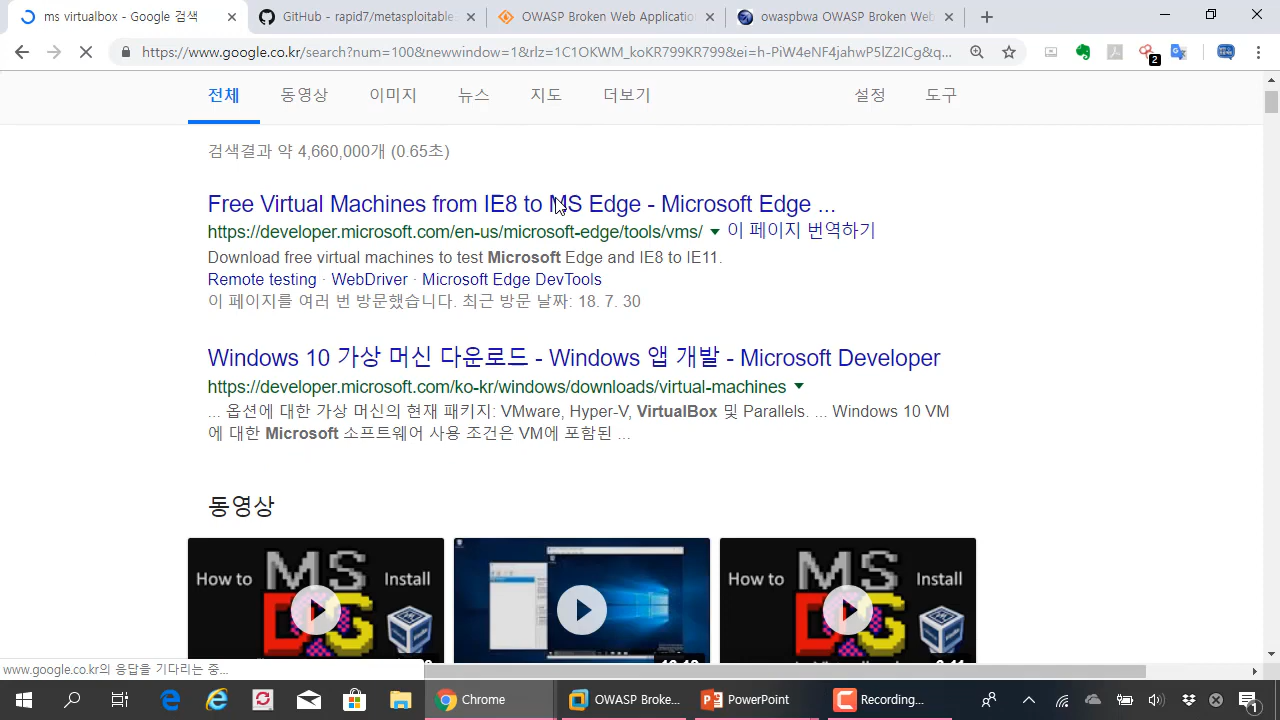 ms virtualbox - Google 검색
GitHub - rapid7/metasploitable3
OWASP Broken Web Application
owaspbwa OWASP Broken Web
https://www.google.co.kr/search?num=100&newwindow=1&rlz=1C1OKWM_koKR799KR799&ei=h-PiW4eNF4jahwP5lZ2ICg&q...
2
전체 동영상 이미지 뉴스 지도 더보기 설정 도구
검색결과 약 4,660,000개 (0.65초)
Free Virtual Machines from IE8 to MS Edge - Microsoft Edge ...
https://developer.microsoft.com/en-us/microsoft-edge/tools/vms/ 이 페이지 번역하기
Download free virtual machines to test Microsoft Edge and IE8 to IE11.
Remote testing · WebDriver · Microsoft Edge DevTools
이 페이지를 여러 번 방문했습니다. 최근 방문 날짜: 18. 7. 30
Windows 10 가상 머신 다운로드 - Windows 앱 개발 - Microsoft Developer
https://developer.microsoft.com/ko-kr/windows/downloads/virtual-machines
... 옵션에 대한 가상 머신의 현재 패키지: VMware, Hyper-V, VirtualBox 및 Parallels. ... Windows 10 VM
에 대한 Microsoft 소프트웨어 사용 조건은 VM에 포함된 ...
동영상
How to MS Install
DOS
How to MS Install
DOS
www.google.co.kr의 응답을 기다리는 중...
Chrome
OWASP Broke...
PowerPoint
Recording...
1